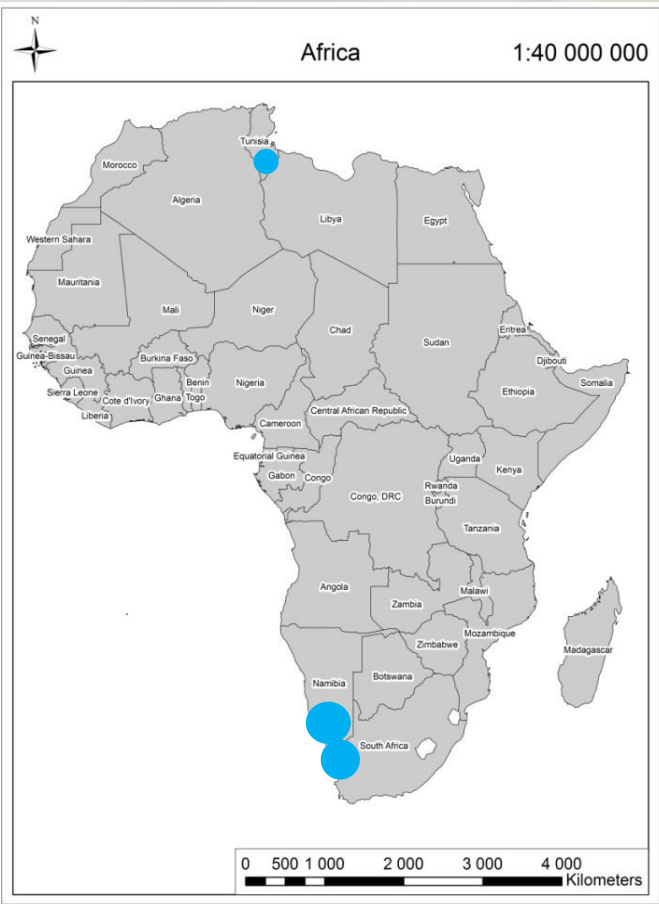 N
Africa
1:40 000 000
Tunisia
Morocco
Algeria
Libya
Egypt
Western Sahara
Mauritania
Mali
Niger
Chad
Sudan
Eritrea
Senegal
Guinea-Bissau
Burkina Faso
Djibouti
Guinea
Benin
Nigeria
Somalia
Sierra Leone
Cote d'Ivory
Ghana
Togo
Ethiopia
Liberia
Central African Republic
Cameroon
Equatorial Guinea
Uganda
Kenya
Gabon
Congo
Rwanda
Congo, DRC
Burundi
Tanzania
Angola
Malawi
Zambia
Mozambique
Zimbabwe
Madagascar
Namibia
Botswana
South Africa
0 500 1 000 2 000 3 000 4 000
Kilometers